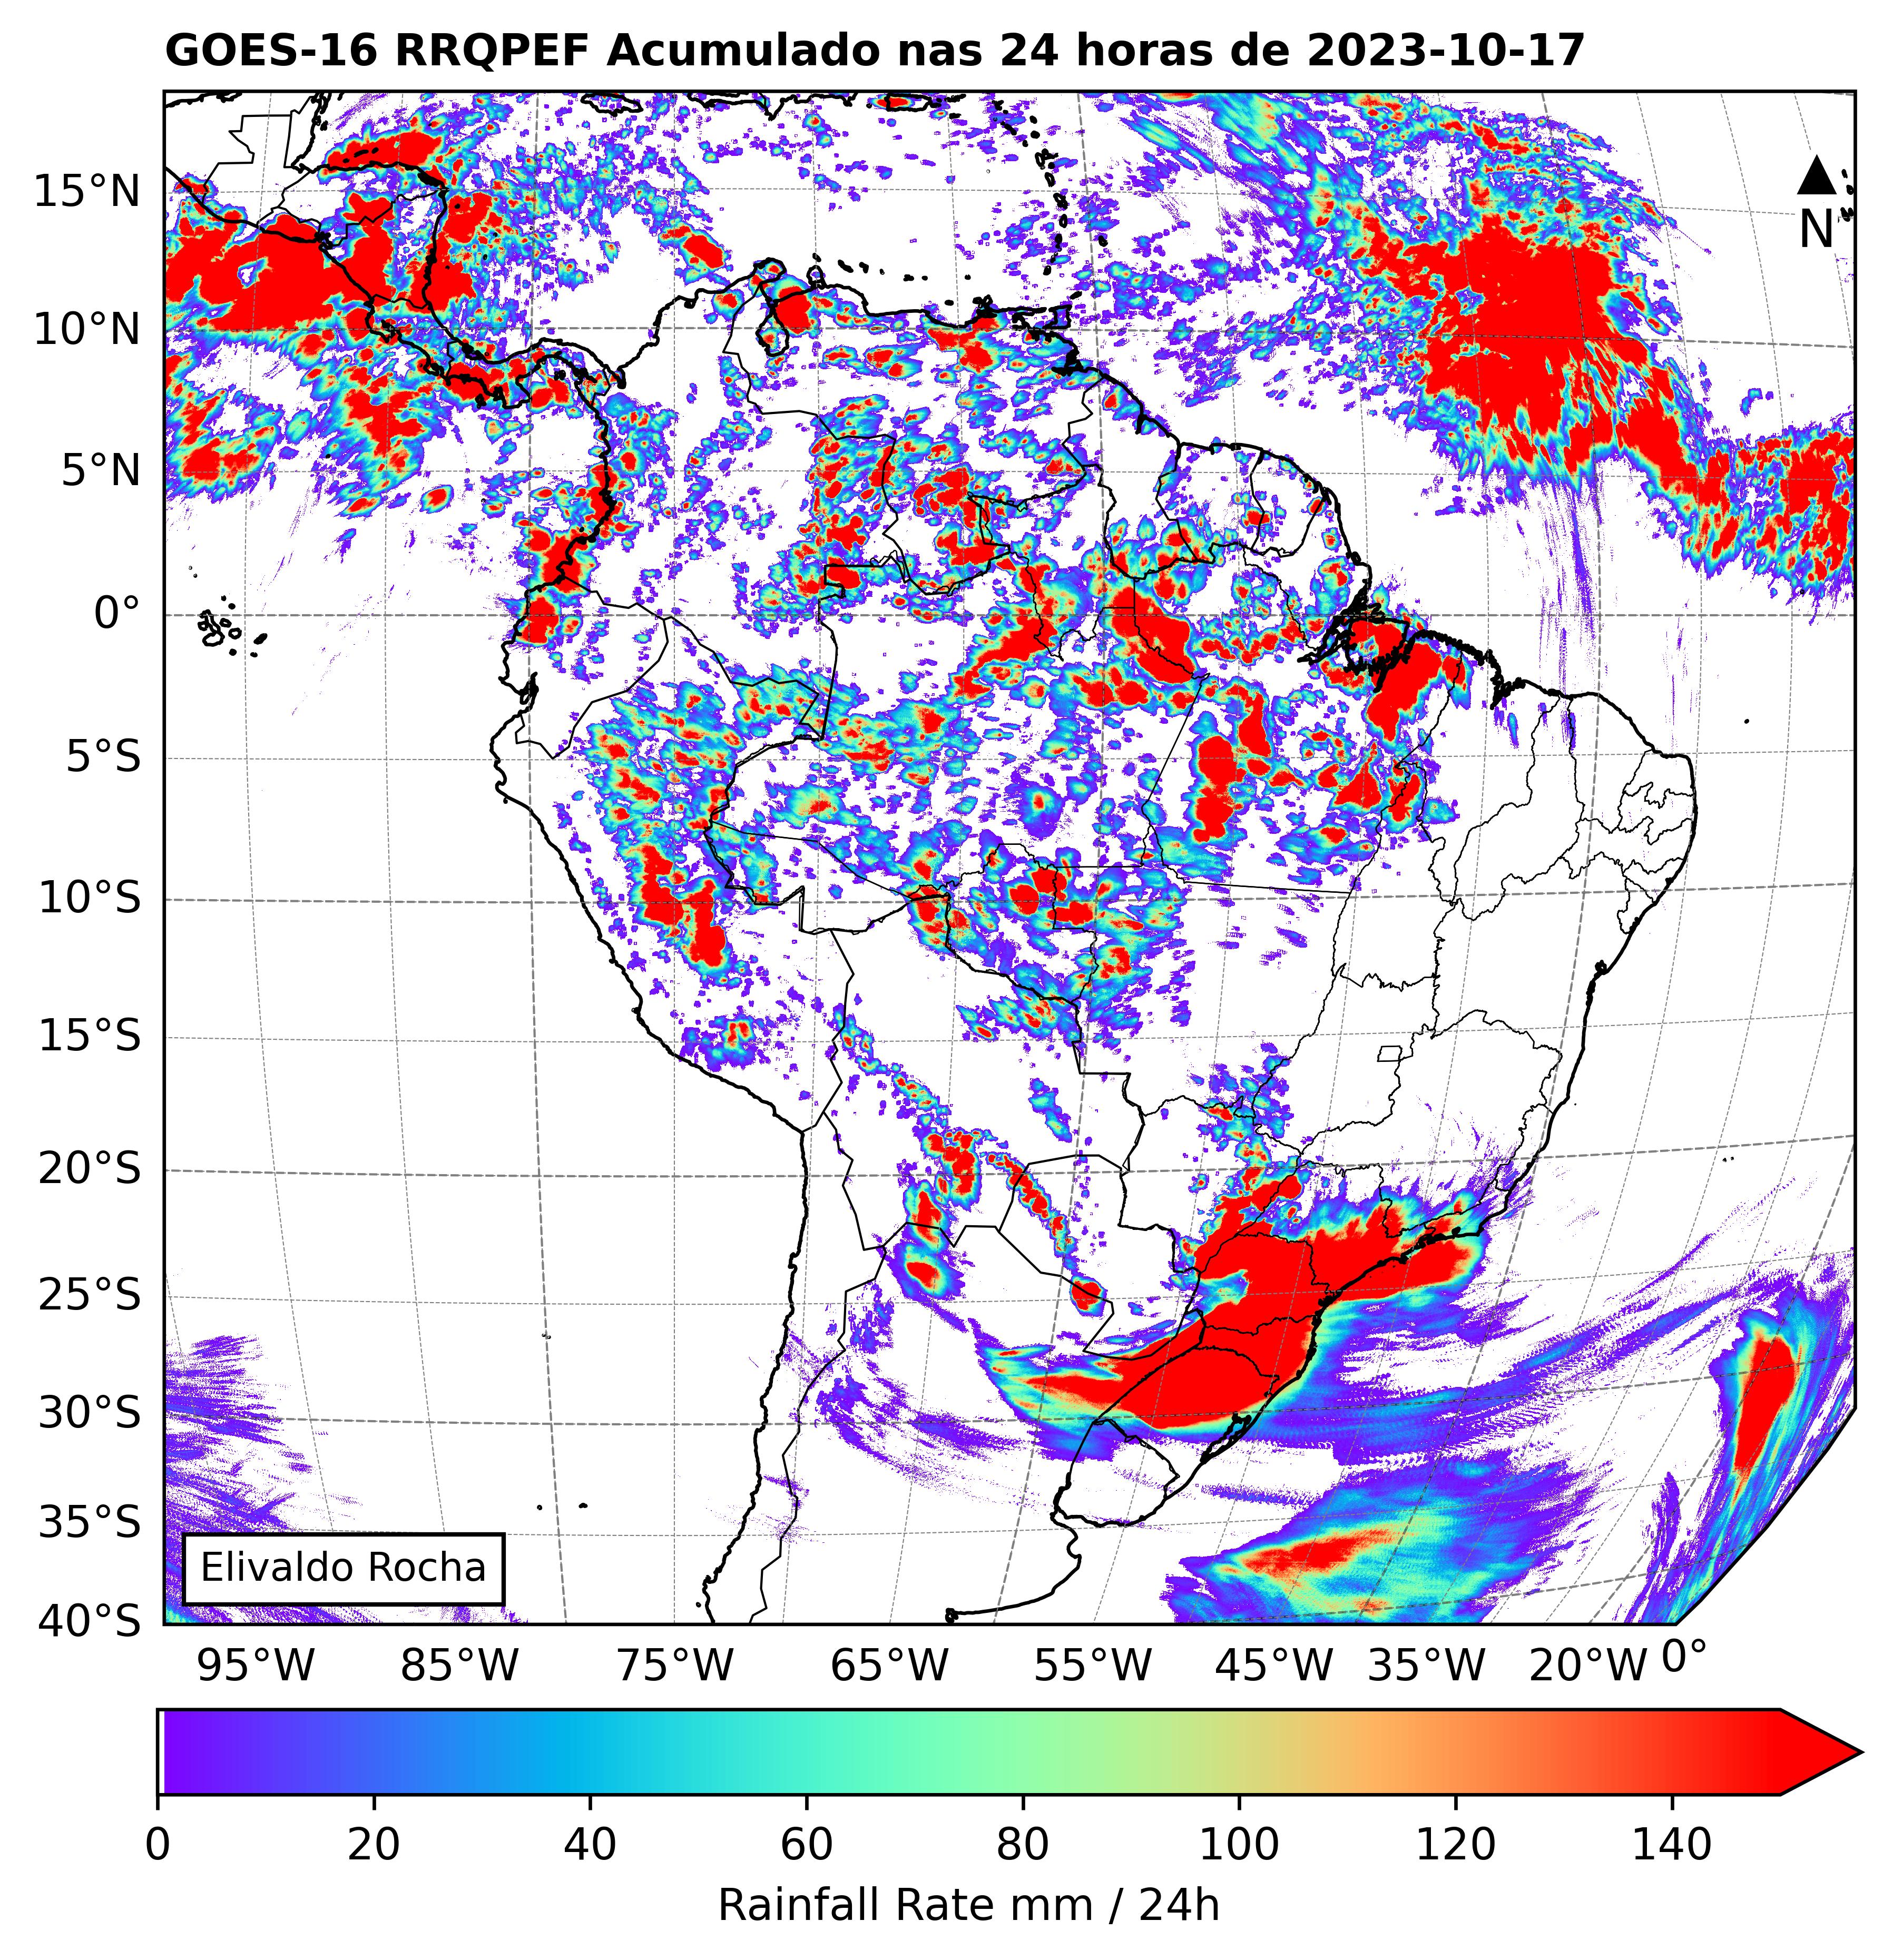 GOES-16 RRQPEF Acumulado nas 24 horas de 2023-10-17
N
15°N
10°N
5°N
0°
5°S
10°S
15°S
20°S
25°S
30°S
35°S
40°S
Elivaldo Rocha
95°W 85°W 75°W 65°W 55°W 45°W 35°W 20°W 0°
0 20 40 60 80 100 120 140
Rainfall Rate mm / 24h